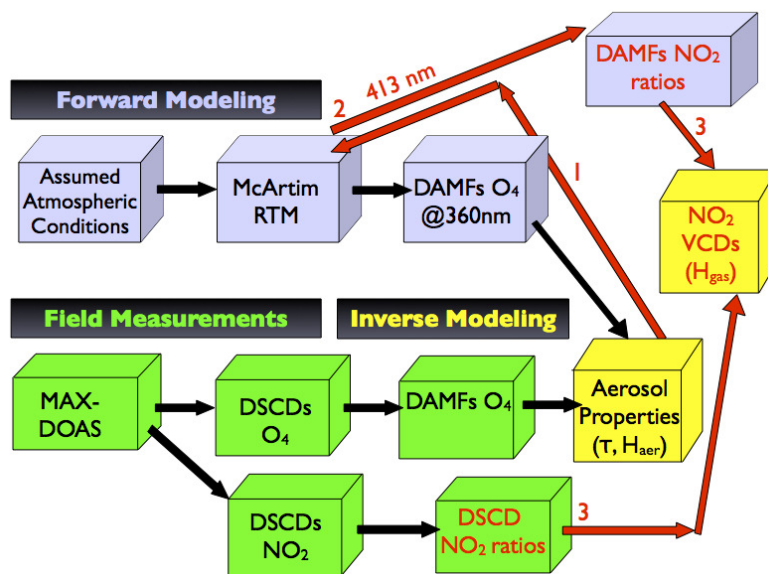 413 nm
2
DAMFs NO₂
ratios
Forward Modeling
3
Assumed
Atmospheric
Conditions
McArtim
RTM
DAMFs O₄
@360nm
1
NO₂
VCDs
(H_gas)
Field Measurements
Inverse Modeling
MAX-
DOAS
DSCDs
O₄
DAMFs O₄
Aerosol
Properties
(τ, H_aer)
DSCDs
NO₂
DSCD
NO₂ ratios
3